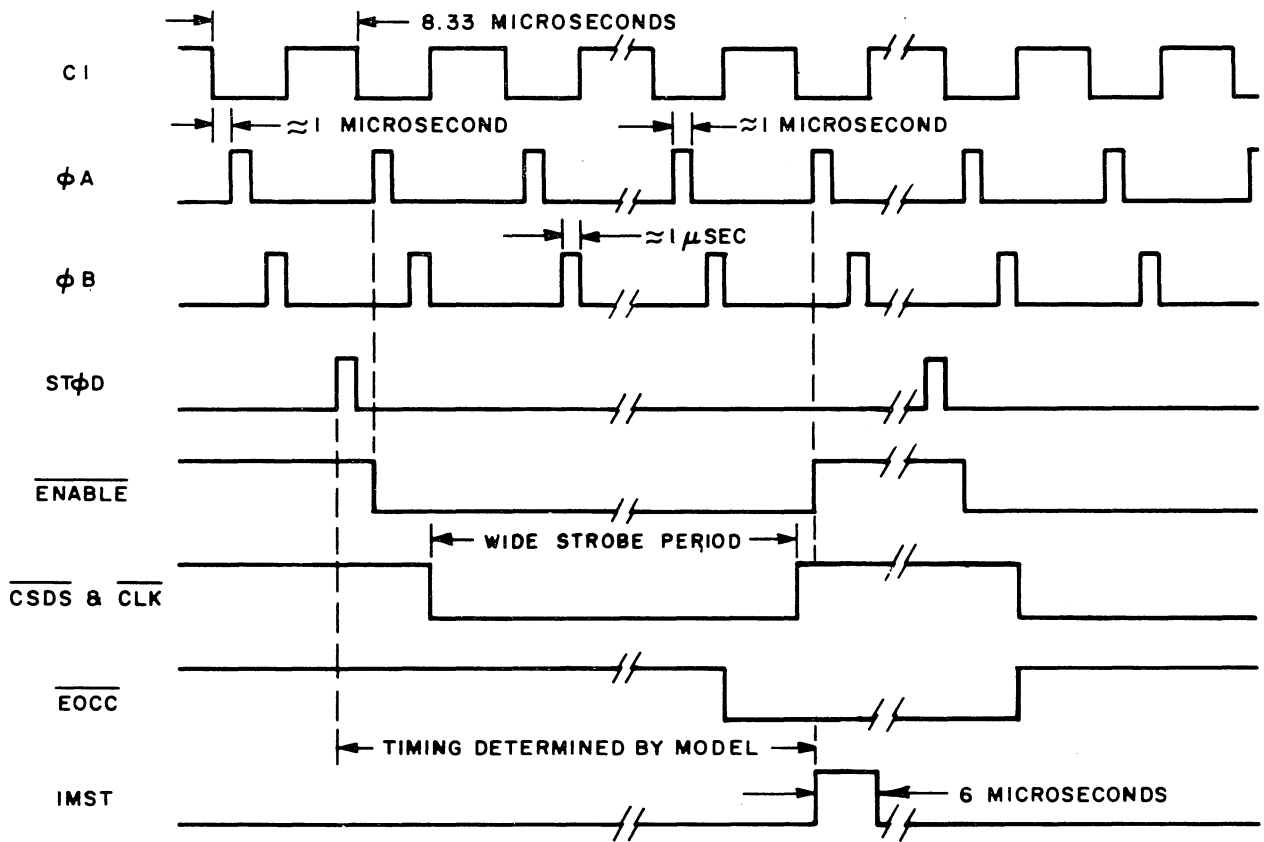 8.33 MICROSECONDS
C1
≈1 MICROSECOND
≈1 MICROSECOND
ϕA
≈1 μSEC
ϕB
STϕD
ENABLE
WIDE STROBE PERIOD
CSDS & CLK
EOCC
TIMING DETERMINED BY MODEL
IMST
6 MICROSECONDS